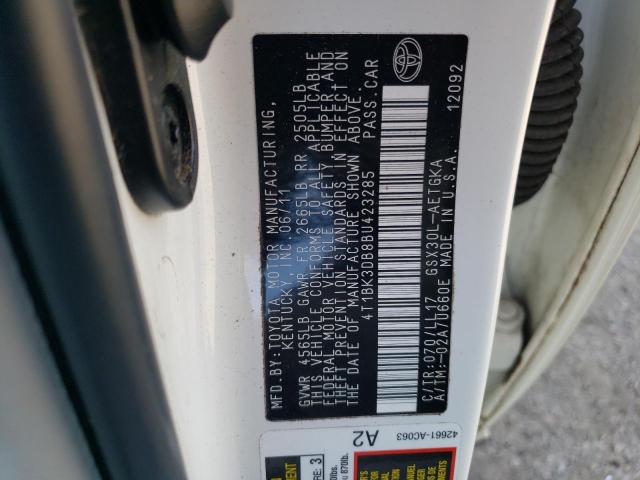 MFD. BY: TOYOTA MOTOR MANUFACTURING,
KENTUCKY, INC. 06/11
GVWR 4565LB GAWR FR 2665LB RR 2505LB
THIS VEHICLE CONFORMS TO ALL APPLICABLE
FEDERAL MOTOR VEHICLE SAFETY, BUMPER, AND
THEFT PREVENTION STANDARDS IN EFFECT ON
THE DATE OF MANUFACTURE SHOWN ABOVE.
4T1BK3DB8BU423285 PASS. CAR
C/TR:070/LL17 GSX30L-AETGKA
A/TM:-02A/U660E MADE IN U.S.A. 12092
42661-AC063
A2